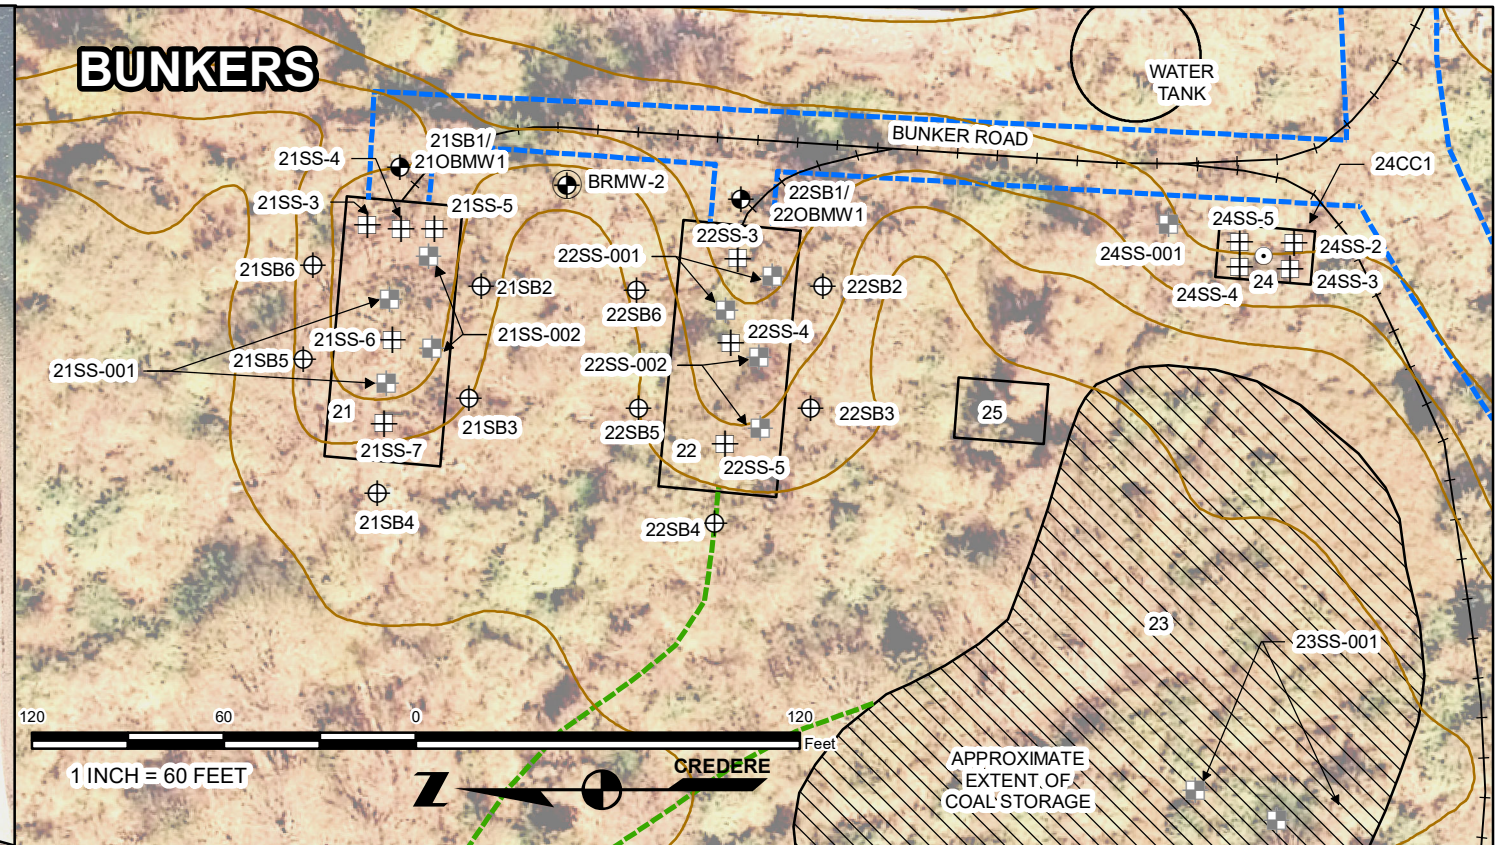 BUNKERS
WATER
TANK
BUNKER ROAD
21SB1/
21OBMW1
21SS-4
21SS-3
21SS-5
BRMW-2
22SB1/
22OBMW1
24CC1
22SS-3
22SS-001
24SS-5
24SS-001
24SS-2
24
24SS-4
24SS-3
21SB6
21SB2
22SB6
22SB2
21SS-6
21SS-002
22SS-4
21SB5
22SS-002
21SS-001
21
25
21SB3
22SB5
22SB3
21SS-7
22
22SS-5
21SB4
22SB4
23
23SS-001
120
60
0
120
Feet
1 INCH = 60 FEET
Z
CREDERE
APPROXIMATE
EXTENT OF
COAL STORAGE